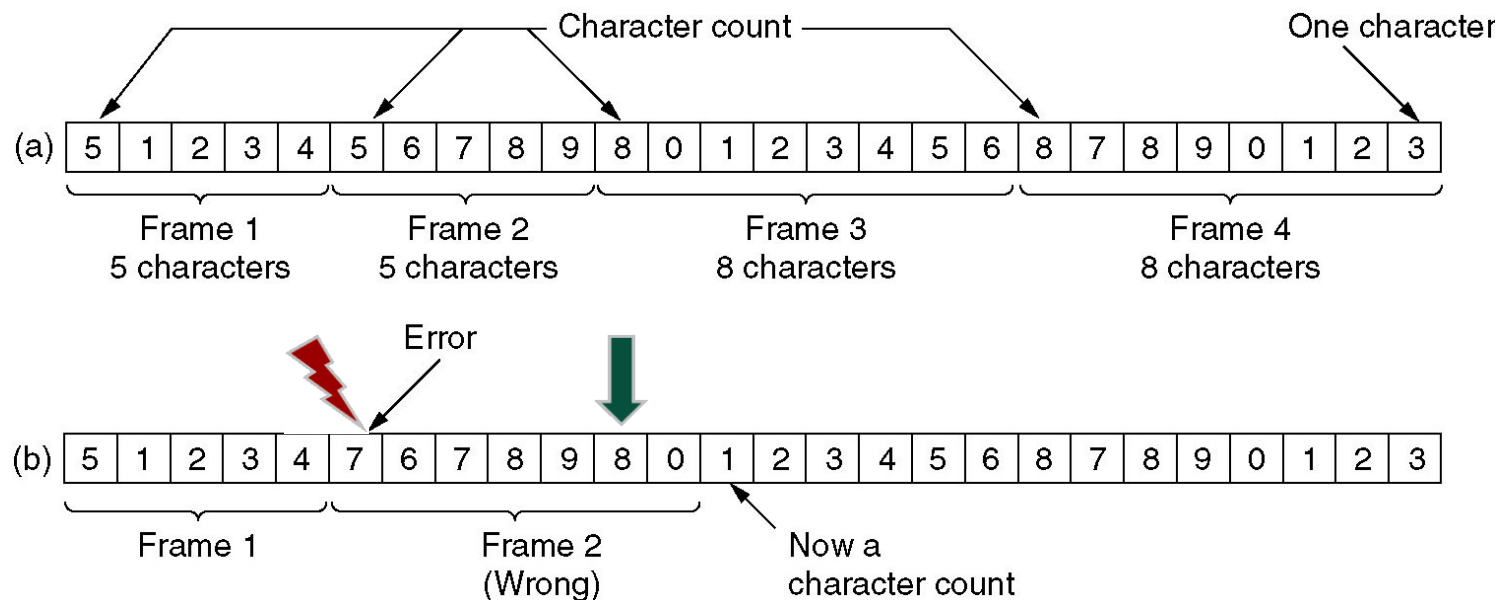 Character count
One character
(a) 5 1 2 3 4 5 6 7 8 9 8 0 1 2 3 4 5 6 8 7 8 9 0 1 2 3
Frame 1
5 characters
Frame 2
5 characters
Frame 3
8 characters
Frame 4
8 characters
Error
(b) 5 1 2 3 4 7 6 7 8 9 8 0 1 2 3 4 5 6 8 7 8 9 0 1 2 3
Frame 1
Frame 2
(Wrong)
Now a
character count